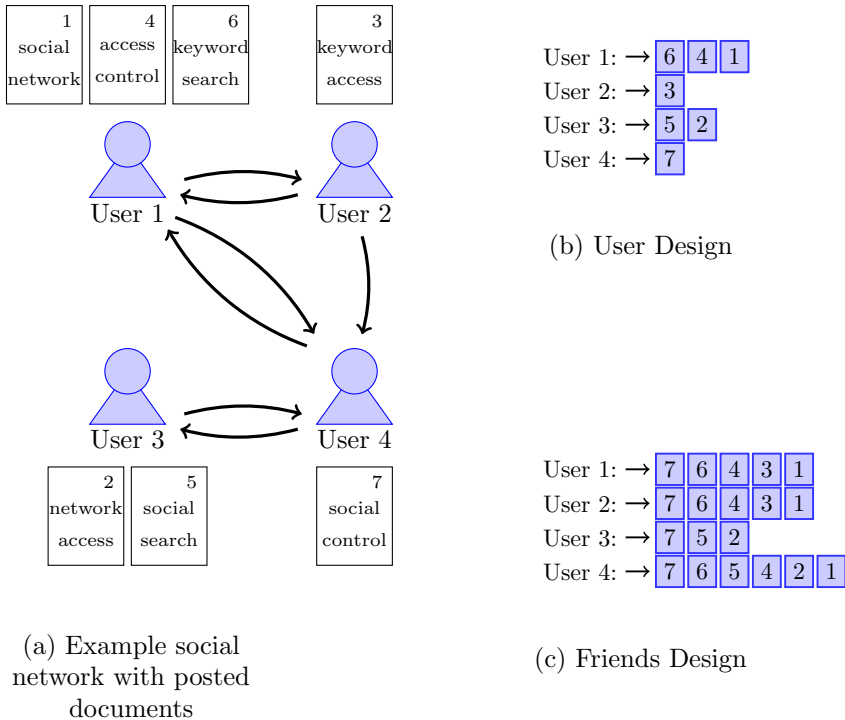 1
social
network
4
access
control
6
keyword
search
3
keyword
access
User 1
User 2
User 3
User 4
2
network
access
5
social
search
7
social
control
(a) Example social
network with posted
documents
User 1: → 6 4 1
User 2: → 3
User 3: → 5 2
User 4: → 7
(b) User Design
User 1: → 7 6 4 3 1
User 2: → 7 6 4 3 1
User 3: → 7 5 2
User 4: → 7 6 5 4 2 1
(c) Friends Design